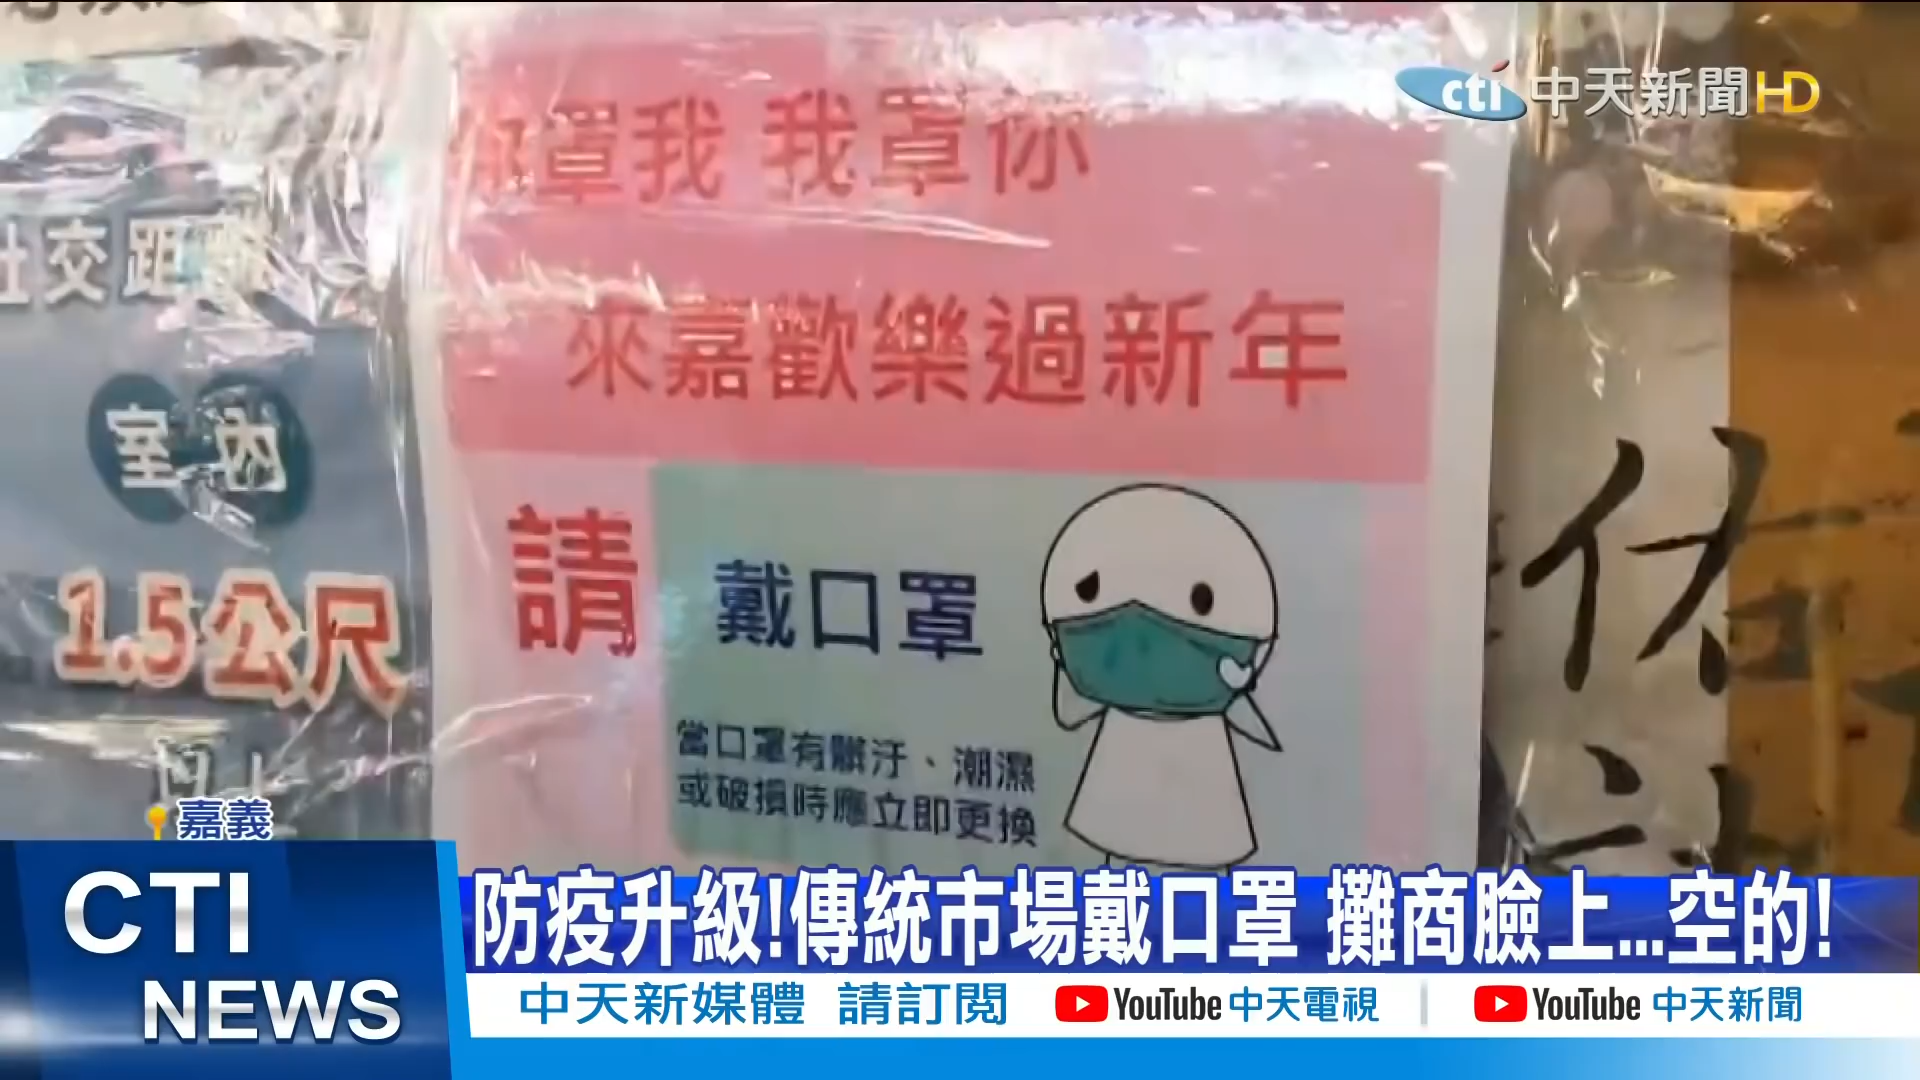 cti 中天新聞HD
罩我 我罩你
來嘉歡樂過新年
社交距離
室內
1.5公尺
請
戴口罩
當口罩有髒汙、潮濕
或破損時應立即更換
休
嘉義
CTI
NEWS
防疫升級!傳統市場戴口罩 攤商臉上...空的!
中天新媒體 請訂閱
YouTube 中天電視
YouTube 中天新聞